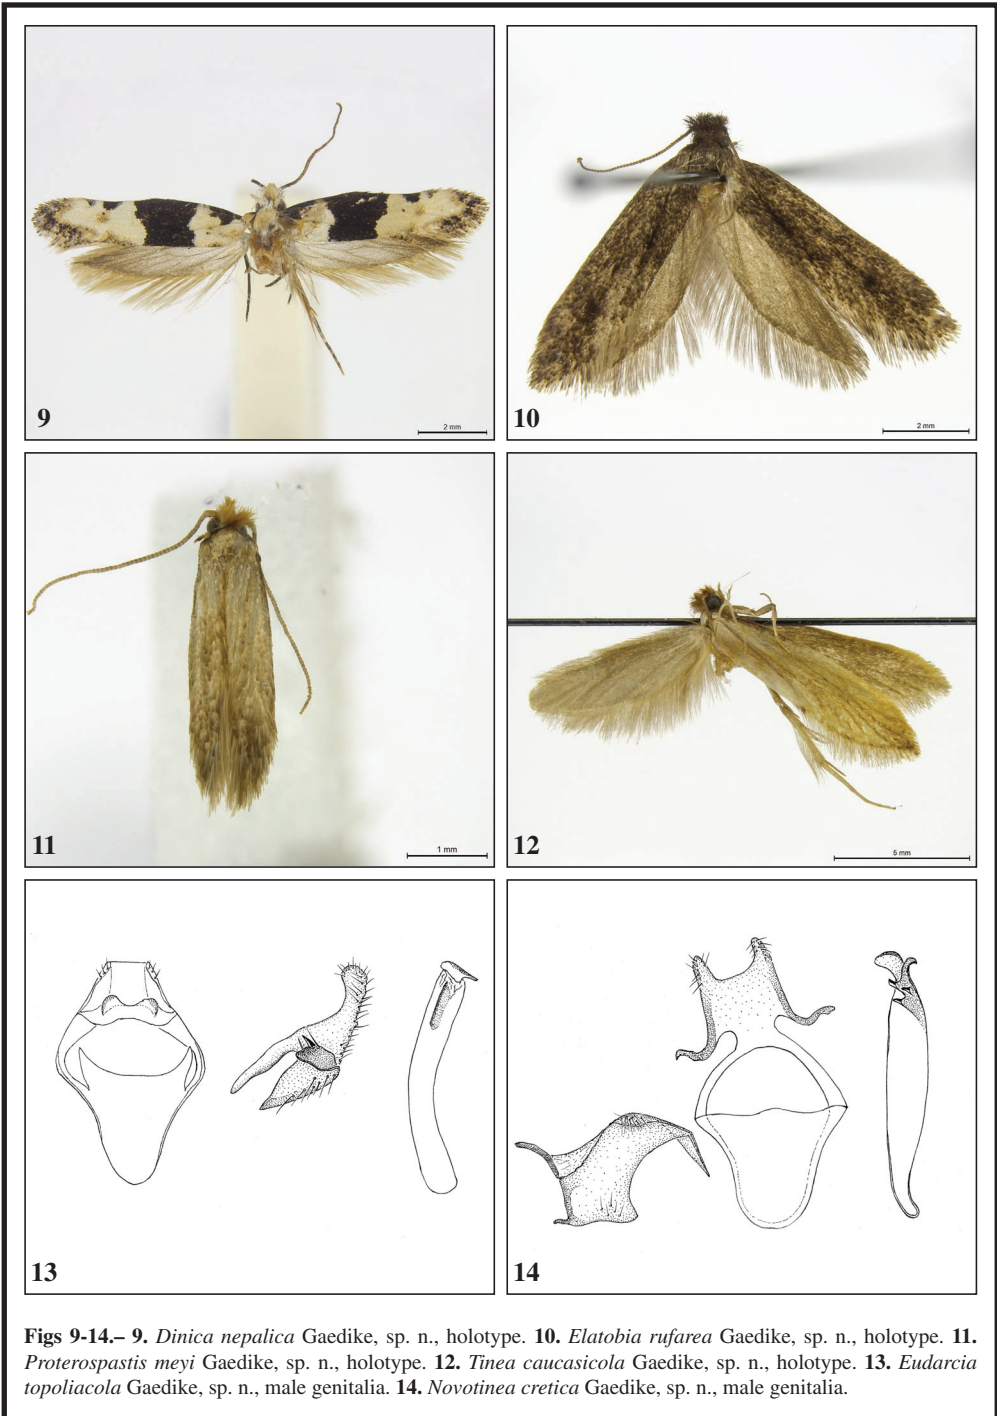 9
2 mm
10
2 mm
11
1 mm
12
5 mm
13
14
Figs 9-14.– 9. Dinica nepalica Gaedike, sp. n., holotype. 10. Elatobia rufarea Gaedike, sp. n., holotype. 11.
Proterospastis meyi Gaedike, sp. n., holotype. 12. Tinea caucasicola Gaedike, sp. n., holotype. 13. Eudarcia
topoliacola Gaedike, sp. n., male genitalia. 14. Novotinea cretica Gaedike, sp. n., male genitalia.